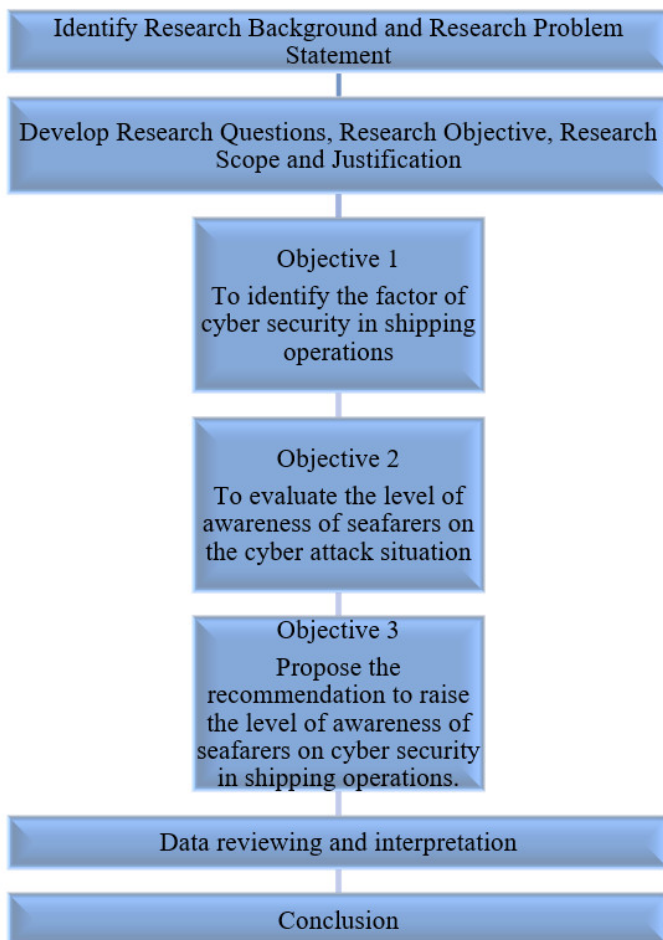 Identify Research Background and Research Problem
Statement
Develop Research Questions, Research Objective, Research
Scope and Justification
Objective 1
To identify the factor of
cyber security in shipping
operations
Objective 2
To evaluate the level of
awareness of seafarers on
the cyber attack situation
Objective 3
Propose the
recommendation to raise
the level of awareness of
seafarers on cyber security
in shipping operations.
Data reviewing and interpretation
Conclusion